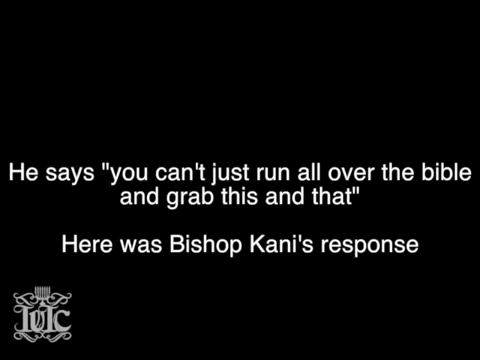 He says "you can't just run all over the bible
and grab this and that"
Here was Bishop Kani's response
IUIC